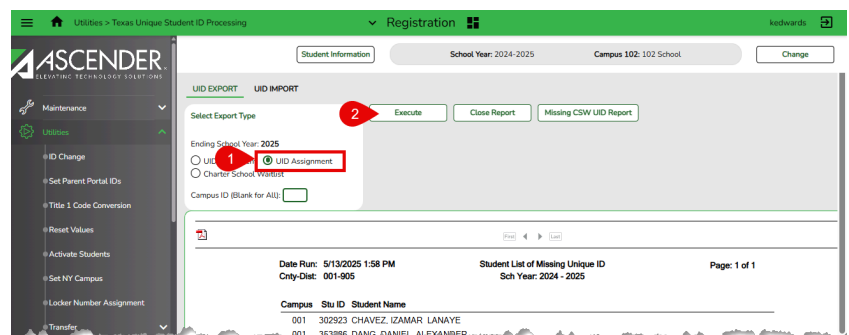 Utilities > Texas Unique Student ID Processing
Registration
kedwards
ASCENDER
ELEVATING TECHNOLOGY SOLUTIONS
Student Information
School Year: 2024-2025
Campus 102: 102 School
Change
Maintenance
Utilities
ID Change
Set Parent Portal IDs
Title 1 Code Conversion
Reset Values
Activate Students
Set NY Campus
Locker Number Assignment
Transfer
UID EXPORT UID IMPORT
Select Export Type
2
Execute
Close Report
Missing CSW UID Report
Ending School Year: 2025
1
UID Assignment
Charter School Waitlist
Campus ID (Blank for All):
First Last
Date Run: 5/13/2025 1:58 PM Student List of Missing Unique ID Page: 1 of 1
Cnty-Dist: 001-905 Sch Year: 2024 - 2025
Campus Stu ID Student Name
001 302923 CHAVEZ, IZAMAR LANAYE
001 353986 DANG, DANIEL ALEXANDER